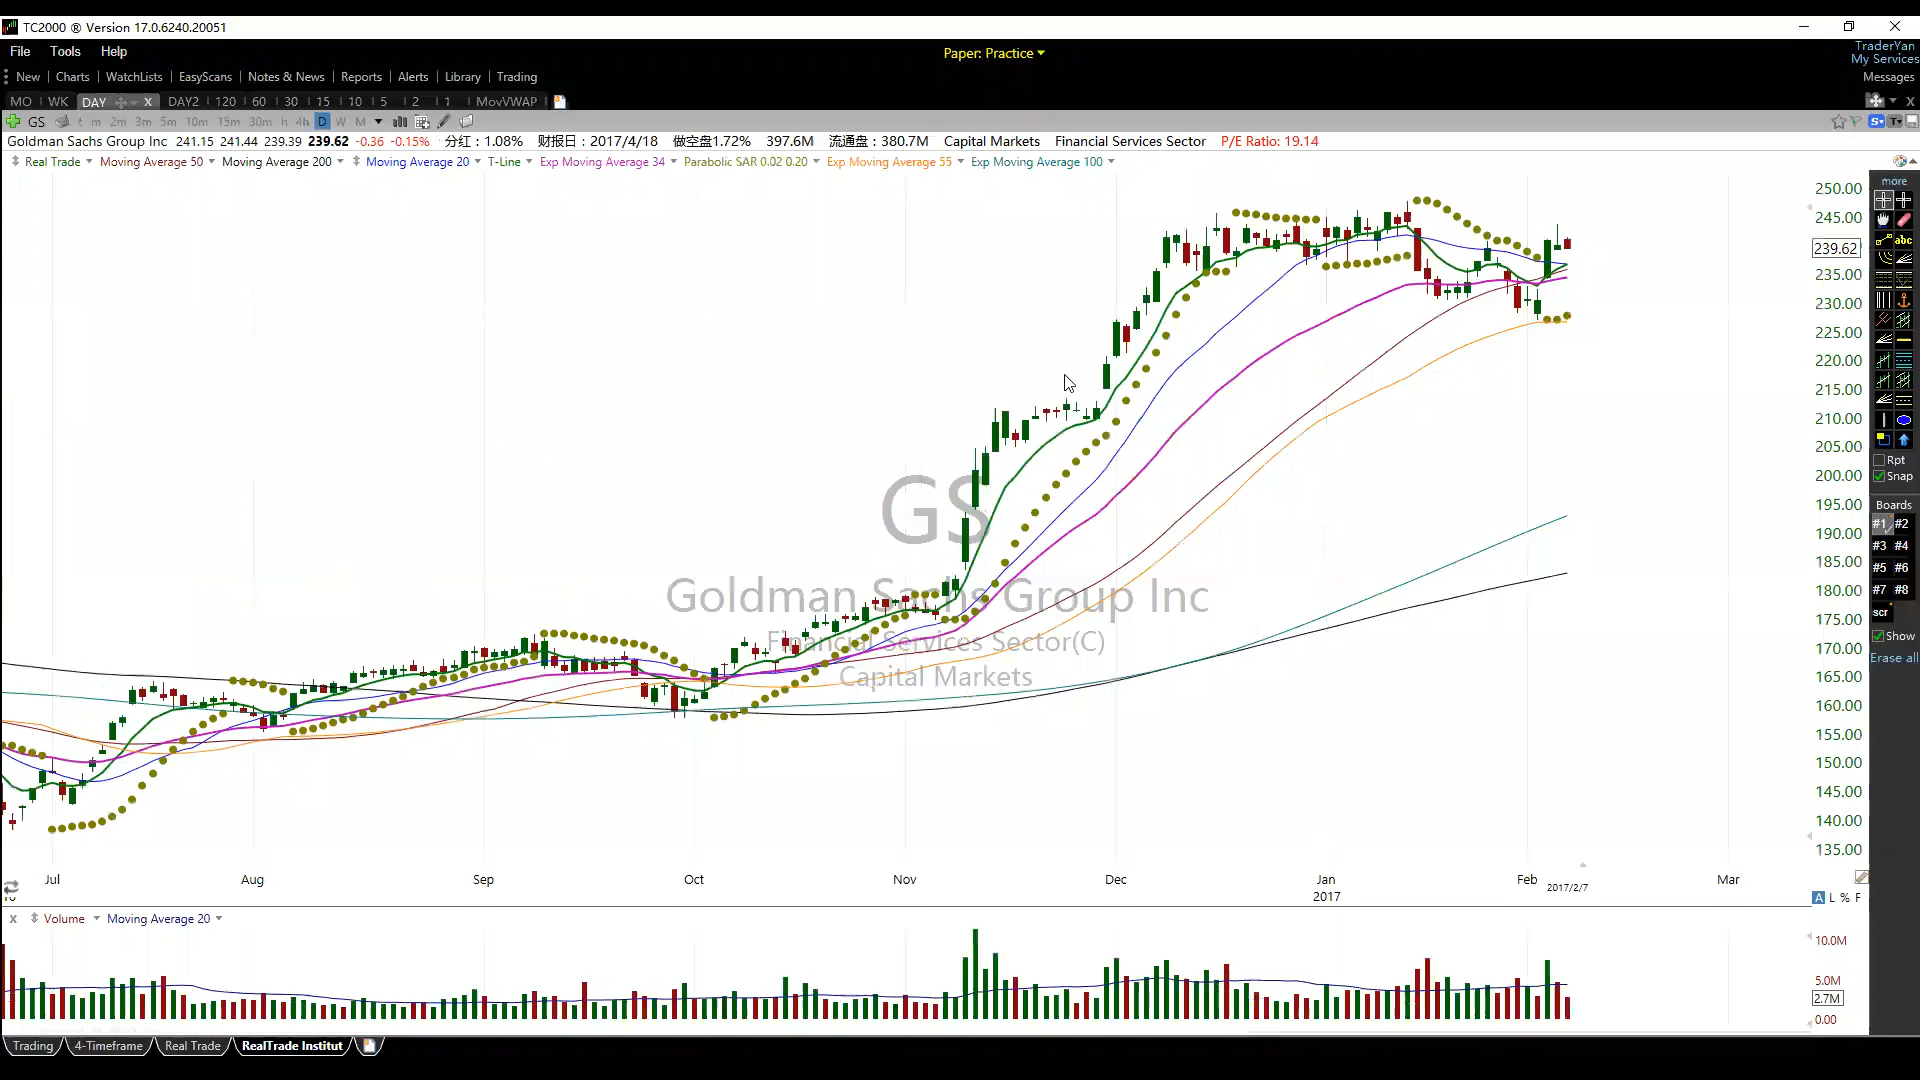 TC2000 ® Version 17.0.6240.20051
File Tools Help
Paper: Practice
TraderYan
My Services
New Charts WatchLists EasyScans Notes & News Reports Alerts Library Trading
Messages
MO WK DAY X DAY2 120 60 30 15 10 5 2 1 MovVWAP
X
GS t m 2m 3m 5m 10m 15m 30m h 4h D W M
S T
Goldman Sachs Group Inc 241.15 241.44 239.39 239.62 -0.36 -0.15% 分红：1.08% 财报日：2017/4/18 做空盘1.72% 397.6M 流通盘：380.7M Capital Markets Financial Services Sector P/E Ratio: 19.14
Real Trade Moving Average 50 Moving Average 200 Moving Average 20 T-Line Exp Moving Average 34 Parabolic SAR 0.02 0.20 Exp Moving Average 55 Exp Moving Average 100
more
abc
250.00
245.00
239.62
235.00
230.00
225.00
220.00
215.00
210.00
205.00
200.00
195.00
190.00
185.00
180.00
175.00
170.00
165.00
160.00
155.00
150.00
145.00
140.00
135.00
Rpt
Snap
Boards
#1 #2
#3 #4
#5 #6
#7 #8
scr
Show
Erase all
GS
Goldman Sachs Group Inc
Financial Services Sector(C)
Capital Markets
Jul Aug Sep Oct Nov Dec Jan Feb Mar
2017
2017/2/7
A L % F
X Volume Moving Average 20
10.0M
5.0M
2.7M
0.00
Trading 4-Timeframe Real Trade RealTrade Institut